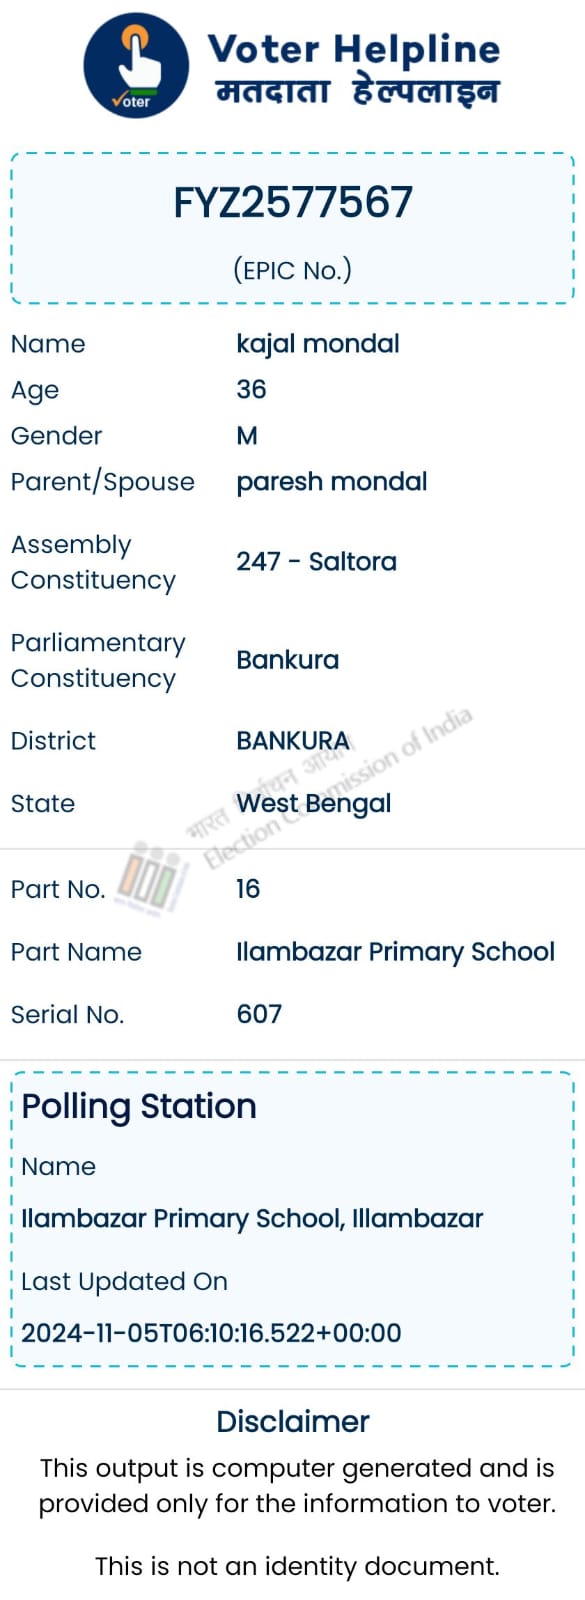 Voter
Voter Helpline
मतदाता हेल्पलाइन
FYZ2577567
(EPIC No.)
Name kajal mondal
Age 36
Gender M
Parent/Spouse paresh mondal
Assembly Constituency 247 - Saltora
Parliamentary Constituency Bankura
District BANKURA
State West Bengal
भारत निर्वाचन आयोग
Election Commission of India
Part No. 16
Part Name Ilambazar Primary School
Serial No. 607
Polling Station
Name
Ilambazar Primary School, Illambazar
Last Updated On
2024-11-05T06:10:16.522+00:00
Disclaimer
This output is computer generated and is
provided only for the information to voter.
This is not an identity document.